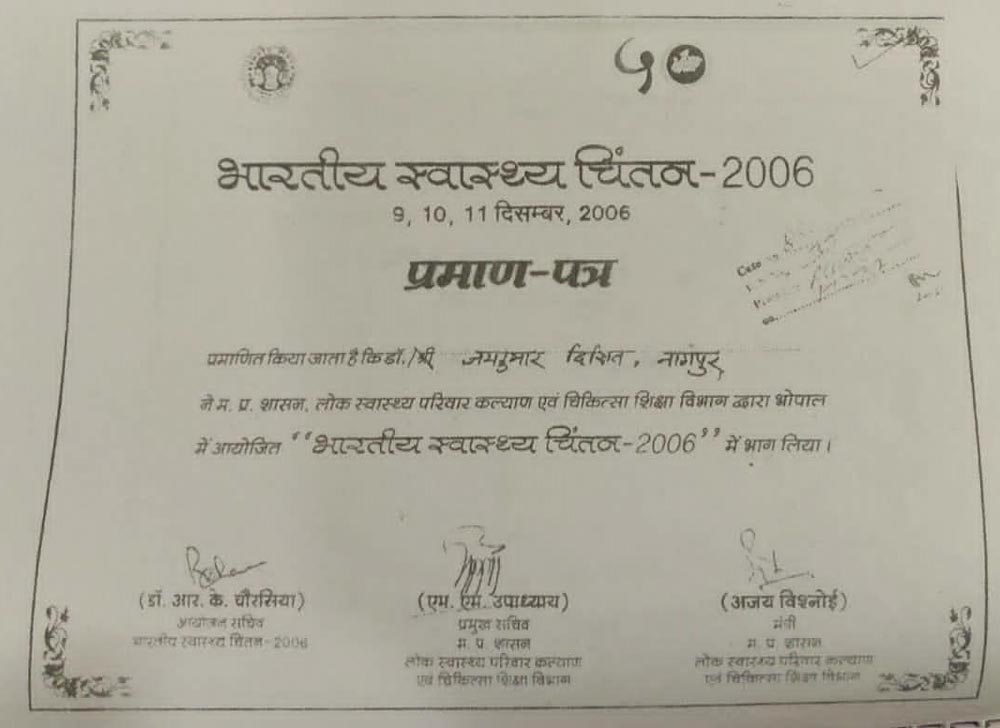 ५०
भारतीय स्वास्थ्य चिंतन-2006
9, 10, 11 दिसम्बर, 2006
प्रमाण-पत्र
प्रमाणित किया जाता है कि डॉ./श्री जयकुमार दिक्षित, नागपुर
ने म. प्र. शासन, लोक स्वास्थ्य परिवार कल्याण एवं चिकित्सा शिक्षा विभाग द्वारा भोपाल
में आयोजित "भारतीय स्वास्थ्य चिंतन-2006" में भाग लिया।
(डॉ. आर. के. चौरसिया) (एम. एम. उपाध्याय) (अजय विश्नोई)
आयोजन सचिव प्रमुख सचिव मंत्री
भारतीय स्वास्थ्य चिंतन-2006 म. प्र. शासन म. प्र. शासन
लोक स्वास्थ्य परिवार कल्याण लोक स्वास्थ्य परिवार कल्याण
एवं चिकित्सा शिक्षा विभाग एवं चिकित्सा शिक्षा विभाग